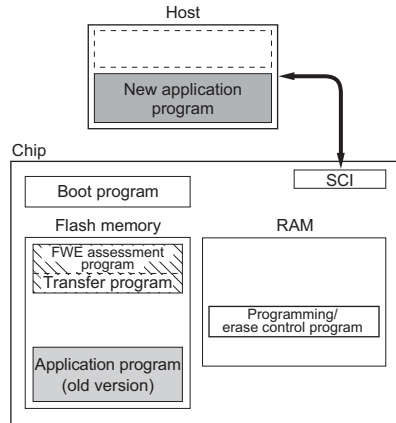 Host
New application
program
Chip
SCI
Boot program
Flash memory
RAM
FWE assessment
program
Transfer program
Programming/
erase control program
Application program
(old version)